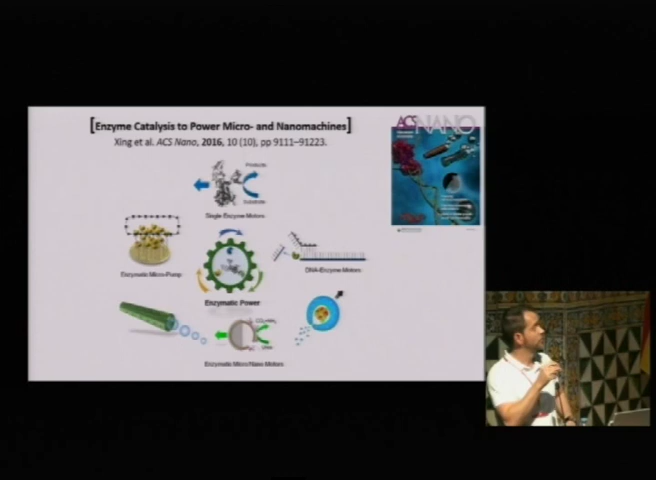 [Enzyme Catalysis to Power Micro- and Nanomachines]
Xing et al. ACS Nano, 2016, 10 (10), pp 9111–91223.
ACS NANO
Products
Substrate
Single Enzyme Motors
Enzymatic Micro-Pump
DNA-Enzyme-Motors
Enzymatic Power
Enzymatic Micro/Nano Motors